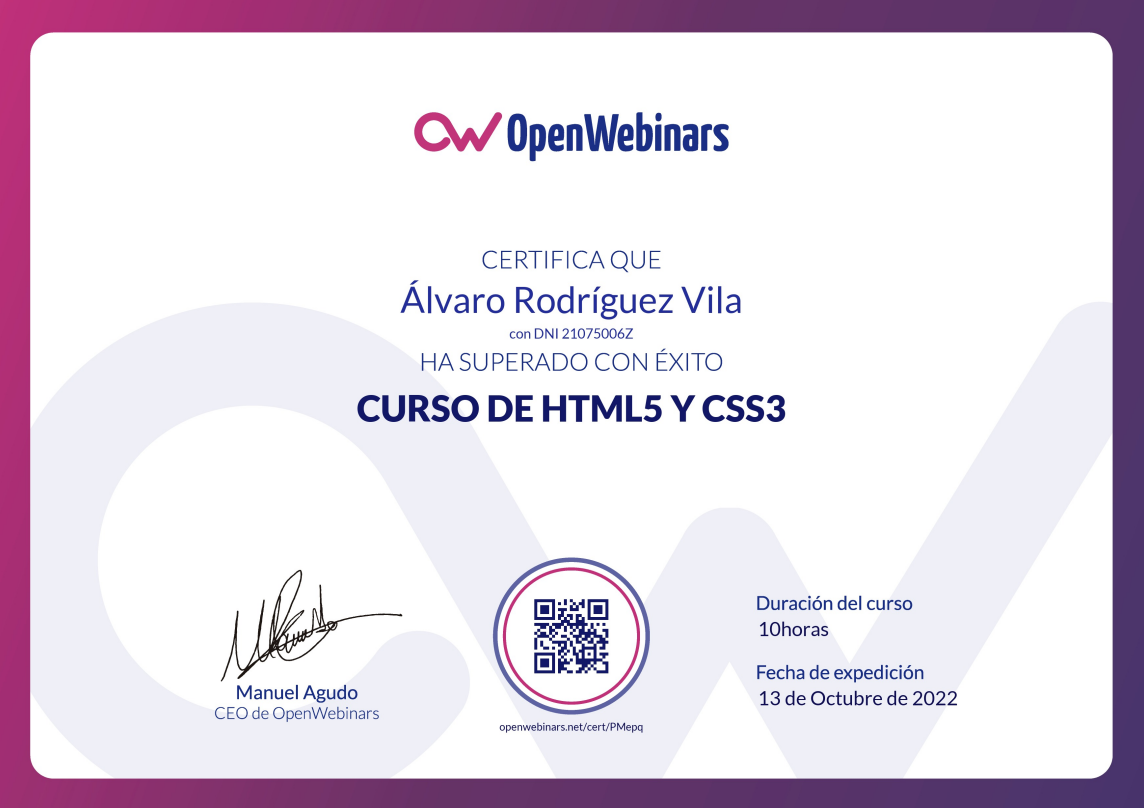 OpenWebinars
CERTIFICA QUE
Álvaro Rodríguez Vila
con DNI 21075006Z
HA SUPERADO CON ÉXITO
CURSO DE HTML5 Y CSS3
Manuel Agudo
CEO de OpenWebinars
openwebinars.net/cert/PMepq
Duración del curso
10horas
Fecha de expedición
13 de Octubre de 2022